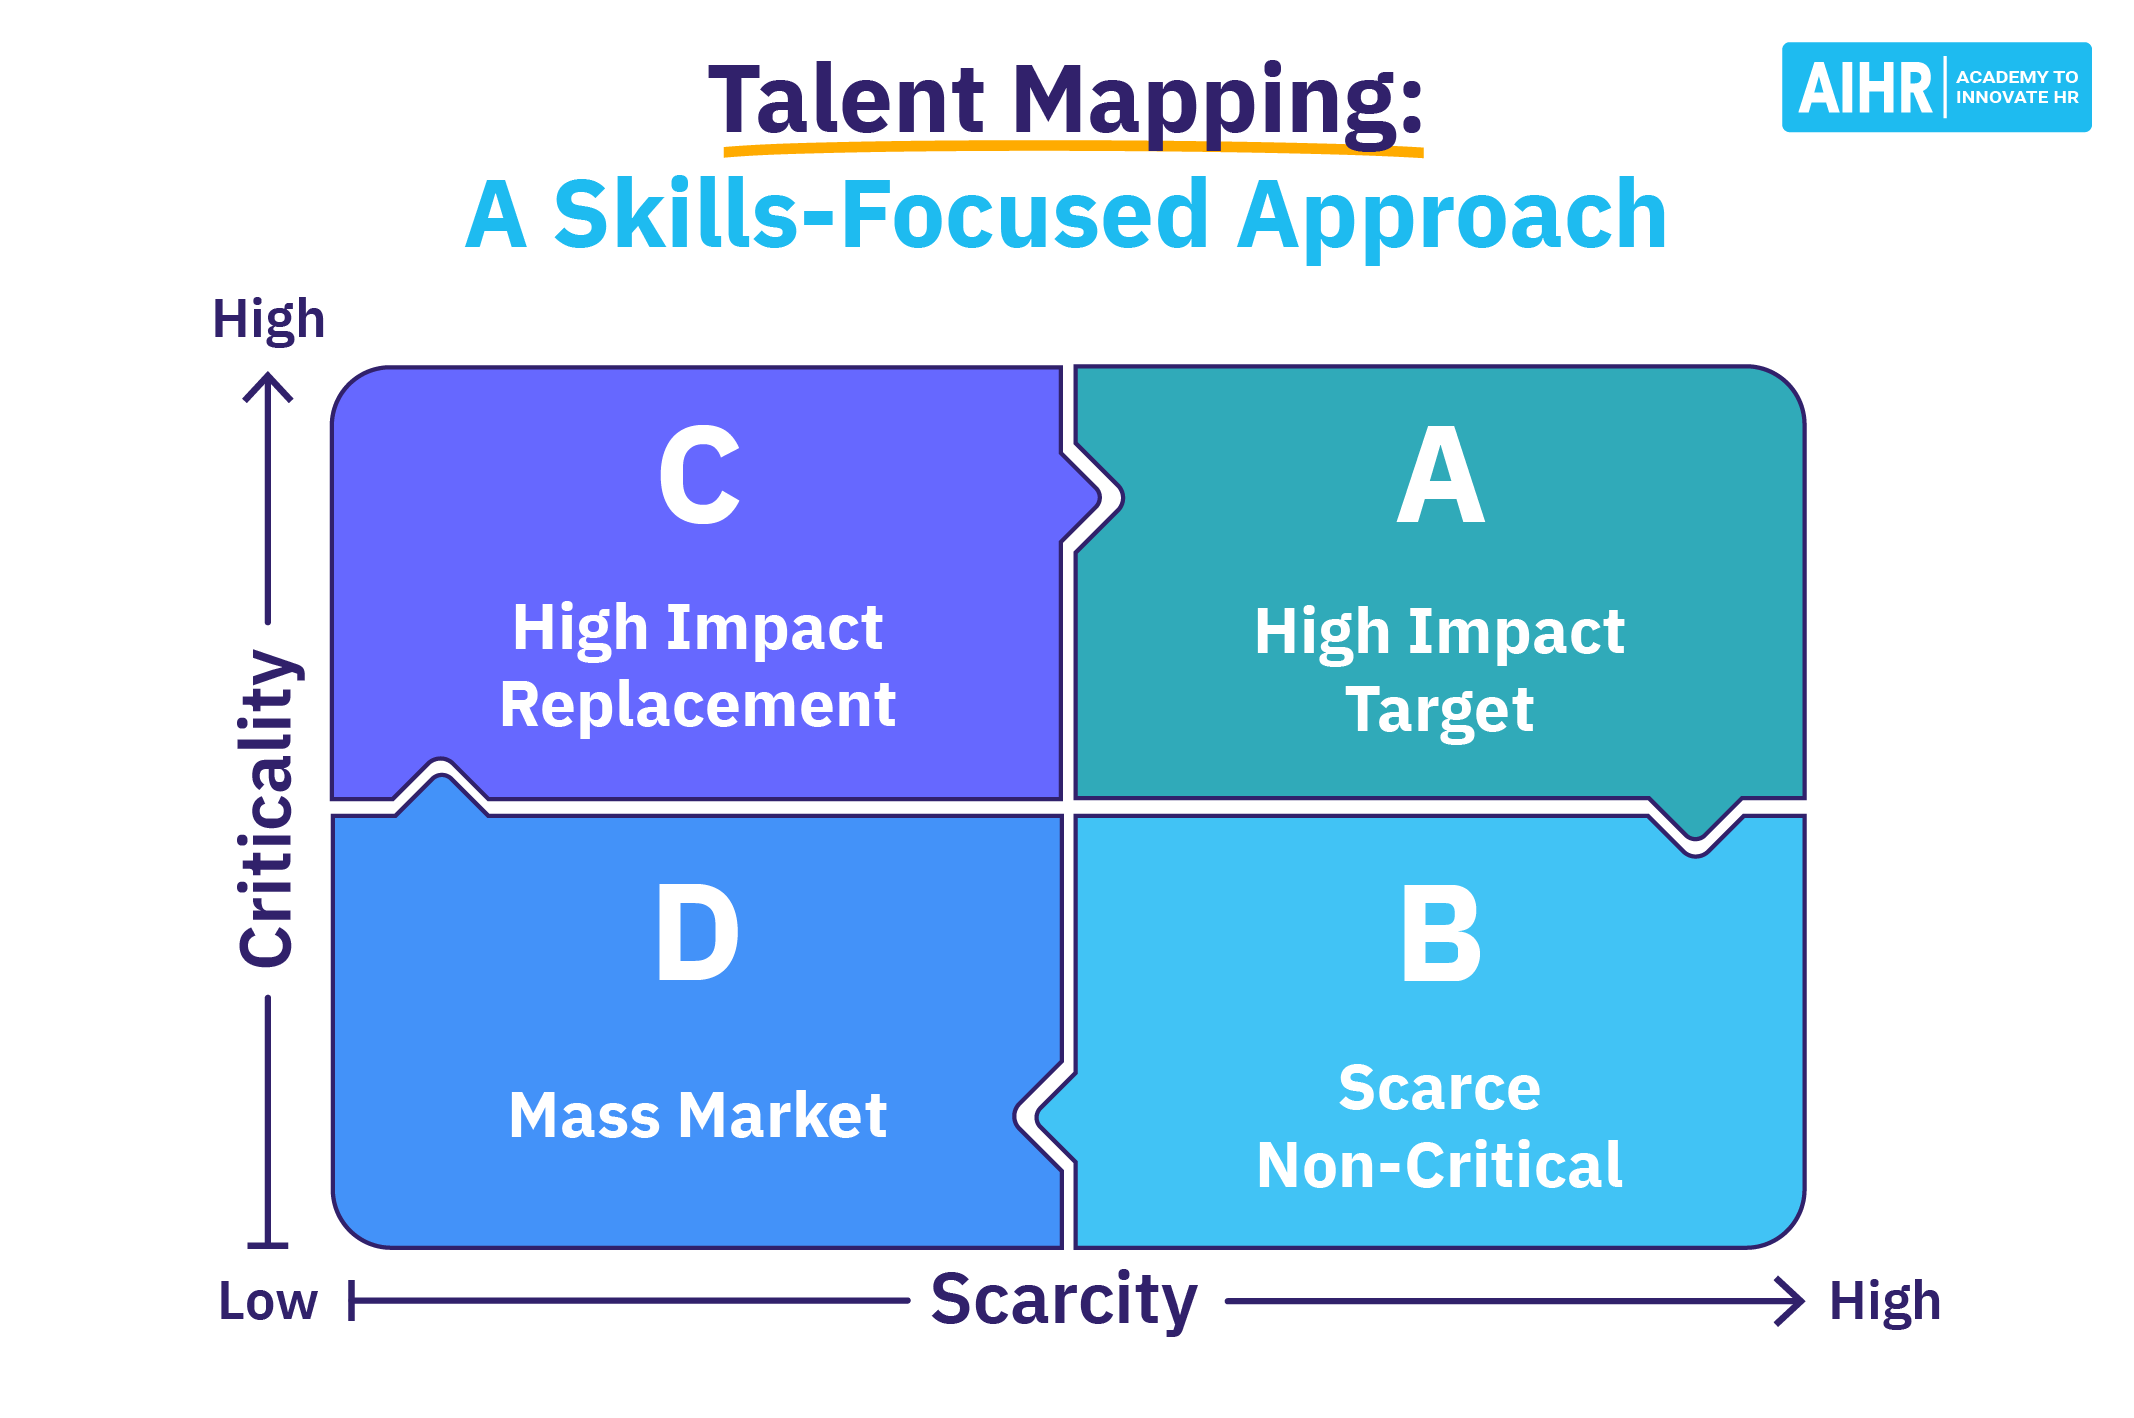 Talent Mapping:
A Skills-Focused Approach
AIHR
ACADEMY TO
INNOVATE HR
High
Criticality
C
High Impact
Replacement
A
High Impact
Target
D
Mass Market
B
Scarce
Non-Critical
Low
Scarcity
High